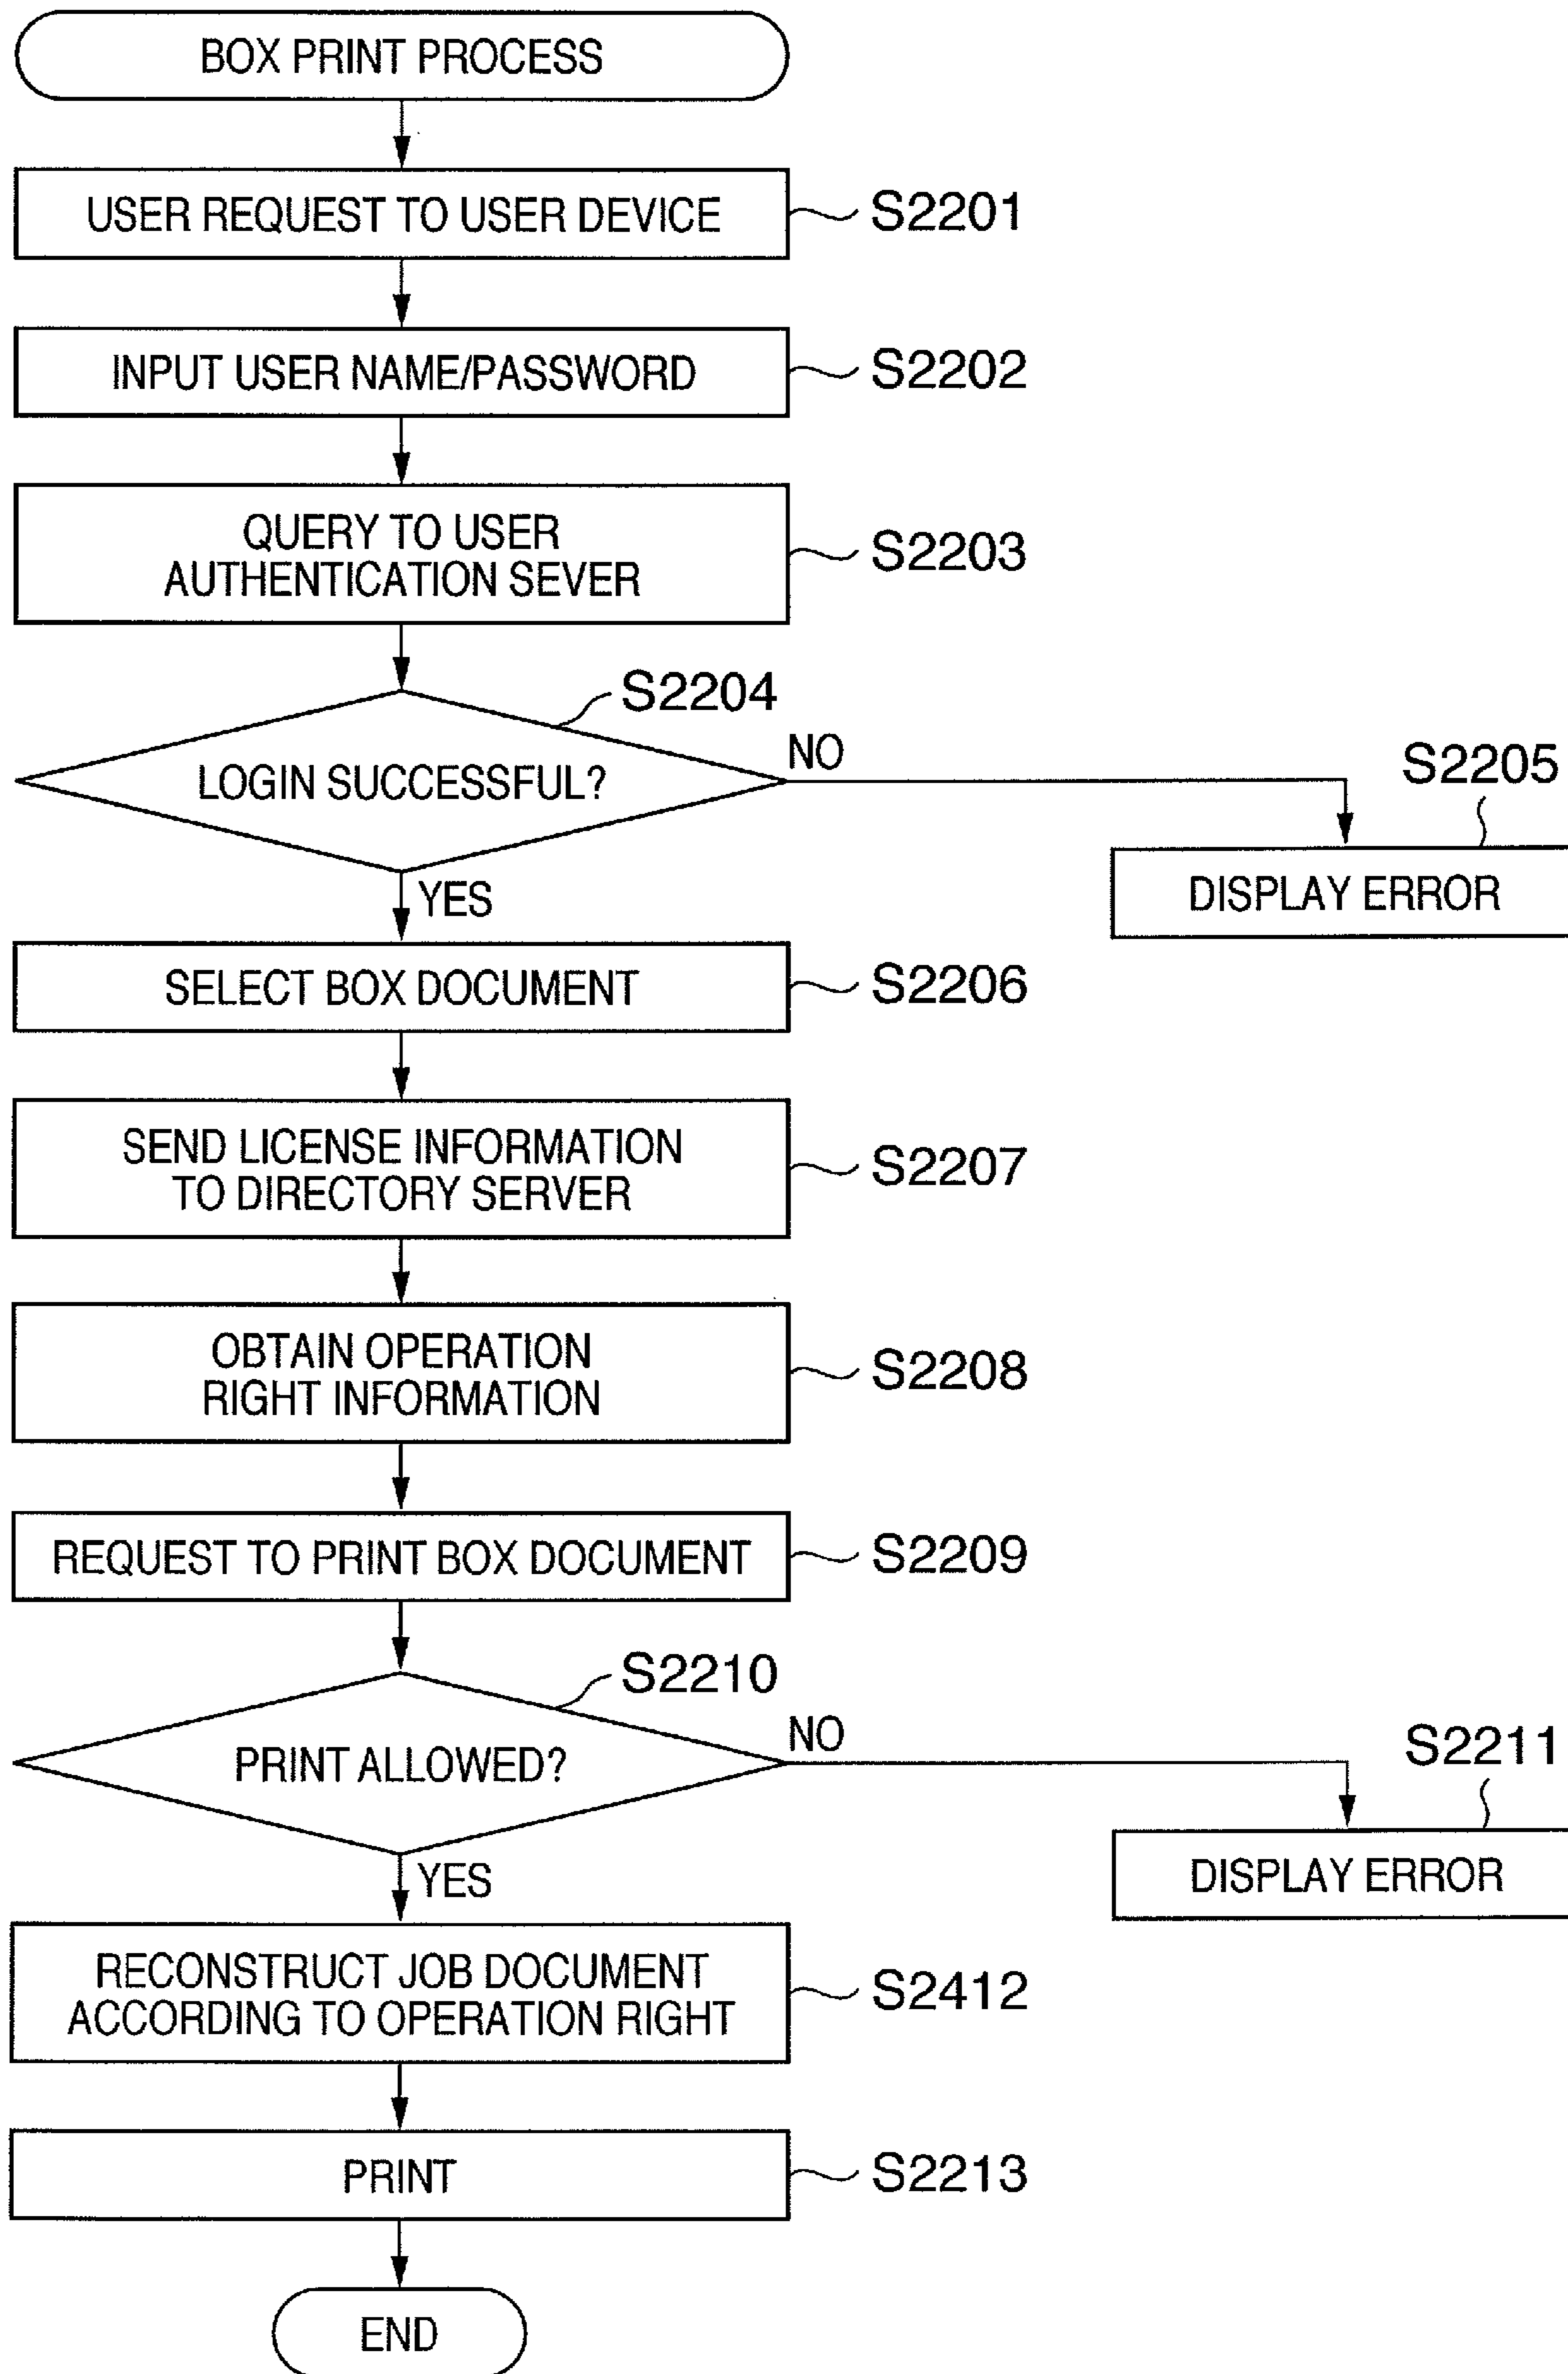 BOX PRINT PROCESS
USER REQUEST TO USER DEVICE
S2201
INPUT USER NAME/PASSWORD
S2202
QUERY TO USER
AUTHENTICATION SEVER
S2203
S2204
LOGIN SUCCESSFUL?
NO
S2205
DISPLAY ERROR
YES
SELECT BOX DOCUMENT
S2206
SEND LICENSE INFORMATION
TO DIRECTORY SERVER
S2207
OBTAIN OPERATION
RIGHT INFORMATION
S2208
REQUEST TO PRINT BOX DOCUMENT
S2209
S2210
PRINT ALLOWED?
NO
S2211
DISPLAY ERROR
YES
RECONSTRUCT JOB DOCUMENT
ACCORDING TO OPERATION RIGHT
S2412
PRINT
S2213
END